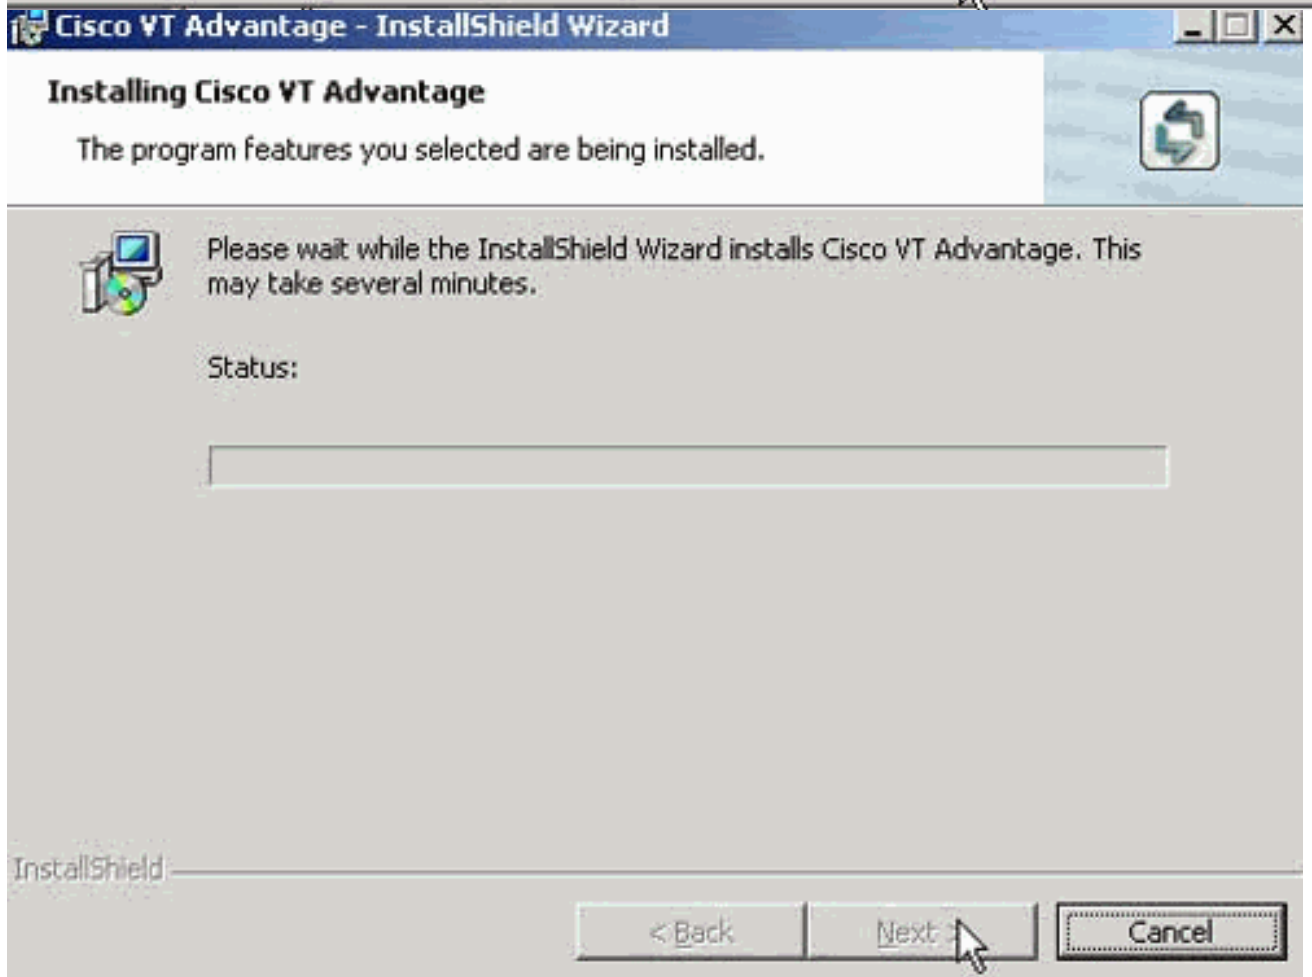 Cisco VT Advantage - InstallShield Wizard
Installing Cisco VT Advantage
The program features you selected are being installed.
Please wait while the InstallShield Wizard installs Cisco VT Advantage. This
may take several minutes.
Status:
InstallShield
< Back Next > Cancel